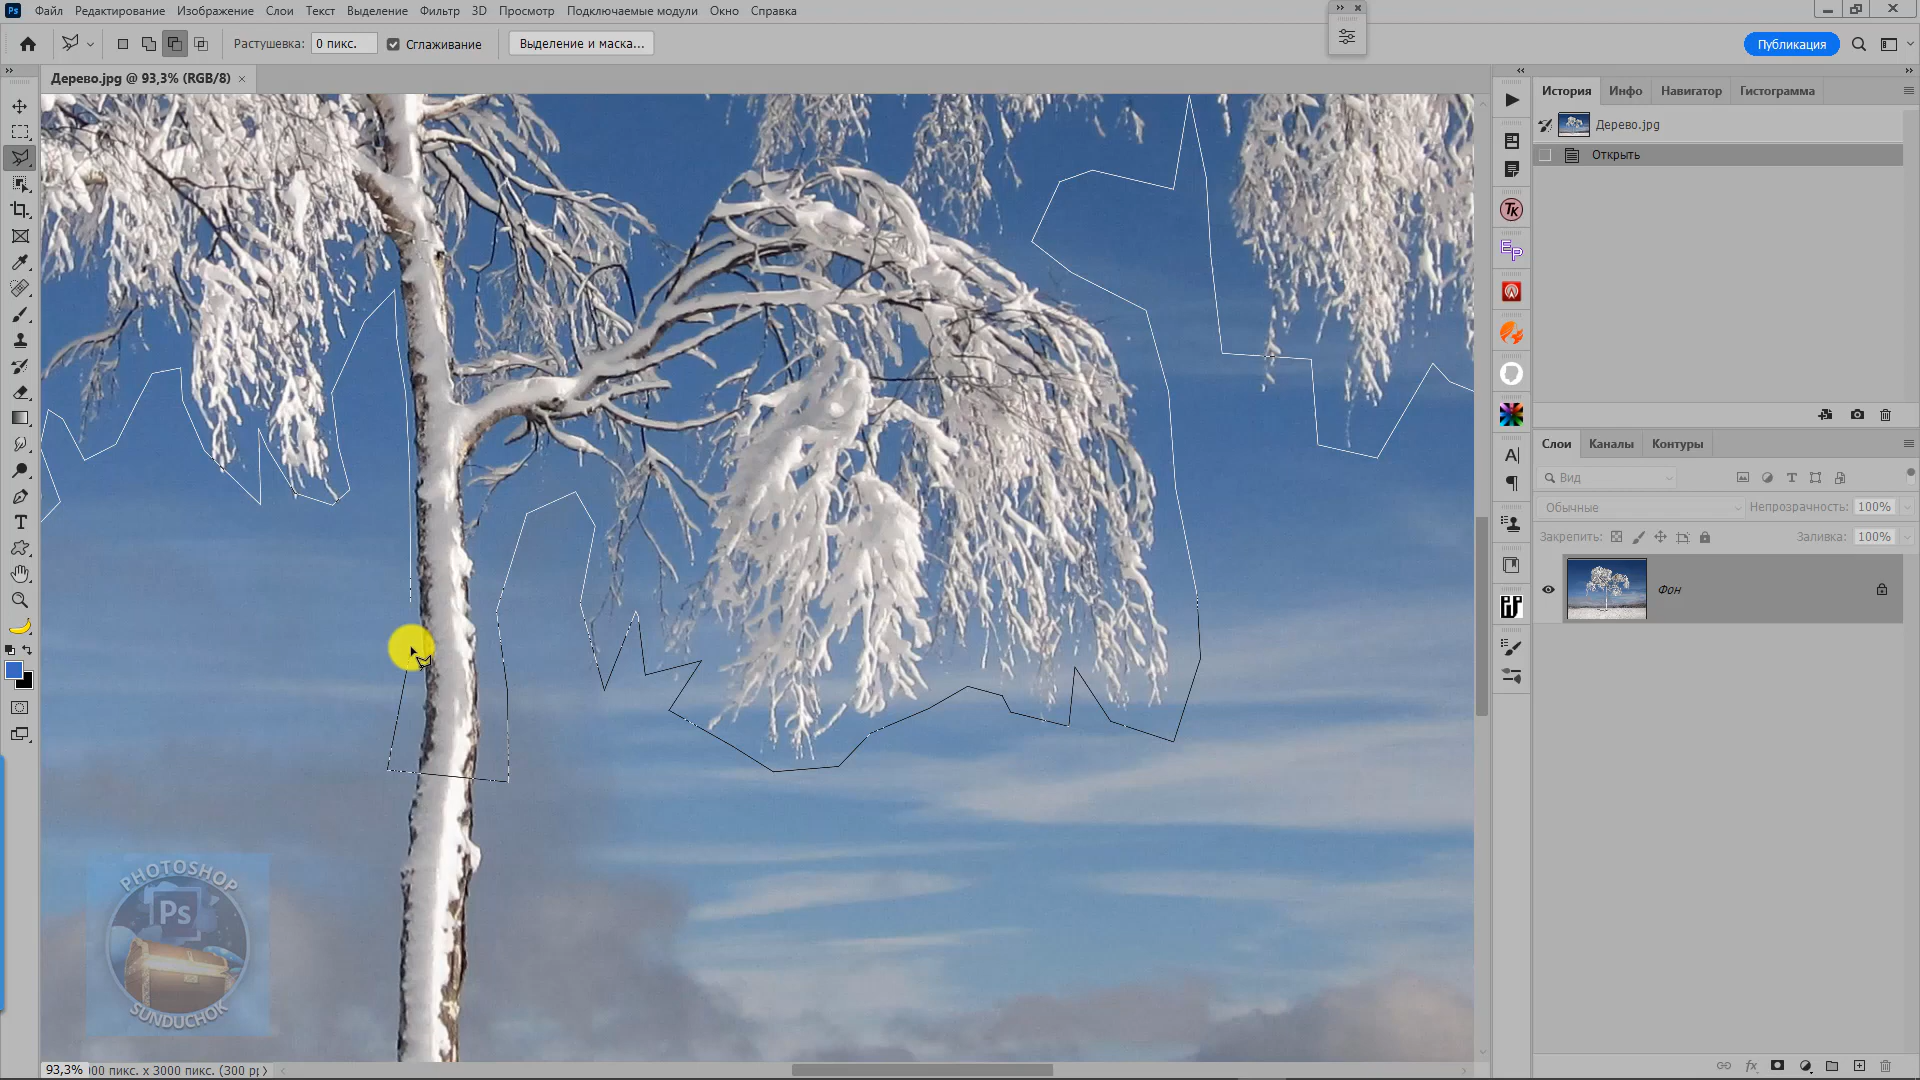 Ps Файл Редактирование Изображение Слои Текст Выделение Фильтр 3D Просмотр Подключаемые модули Окно Справка
Растушевка: 0 пикс. Сглаживание Выделение и маска... Публикация
Дерево.jpg @ 93,3% (RGB/8)
История Инфо Навигатор Гистограмма
Дерево.jpg
Открыть
Слои Каналы Контуры
Вид
Обычные Непрозрачность: 100%
Закрепить: Заливка: 100%
Фон
PHOTOSHOP
Ps
SUNDUCHOK
93,3% 00 пикс. x 3000 пикс. (300 pp